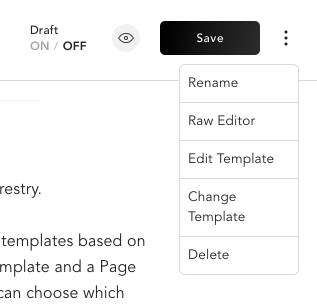 Draft
ON / OFF
Save
Rename
Raw Editor
Edit Template
Change
Template
Delete
restry.
templates based on
mplate and a Page
can choose which